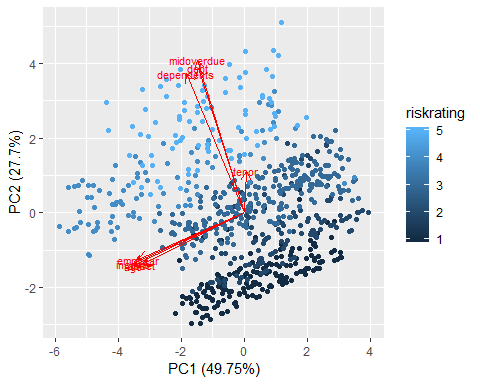 riskrating
5
4
3
2
1
midoverdue
debt
dependents
tenor
4
2
0
-2
PC2 (27.7%)
-6
-4
-2
0
2
4
PC1 (49.75%)